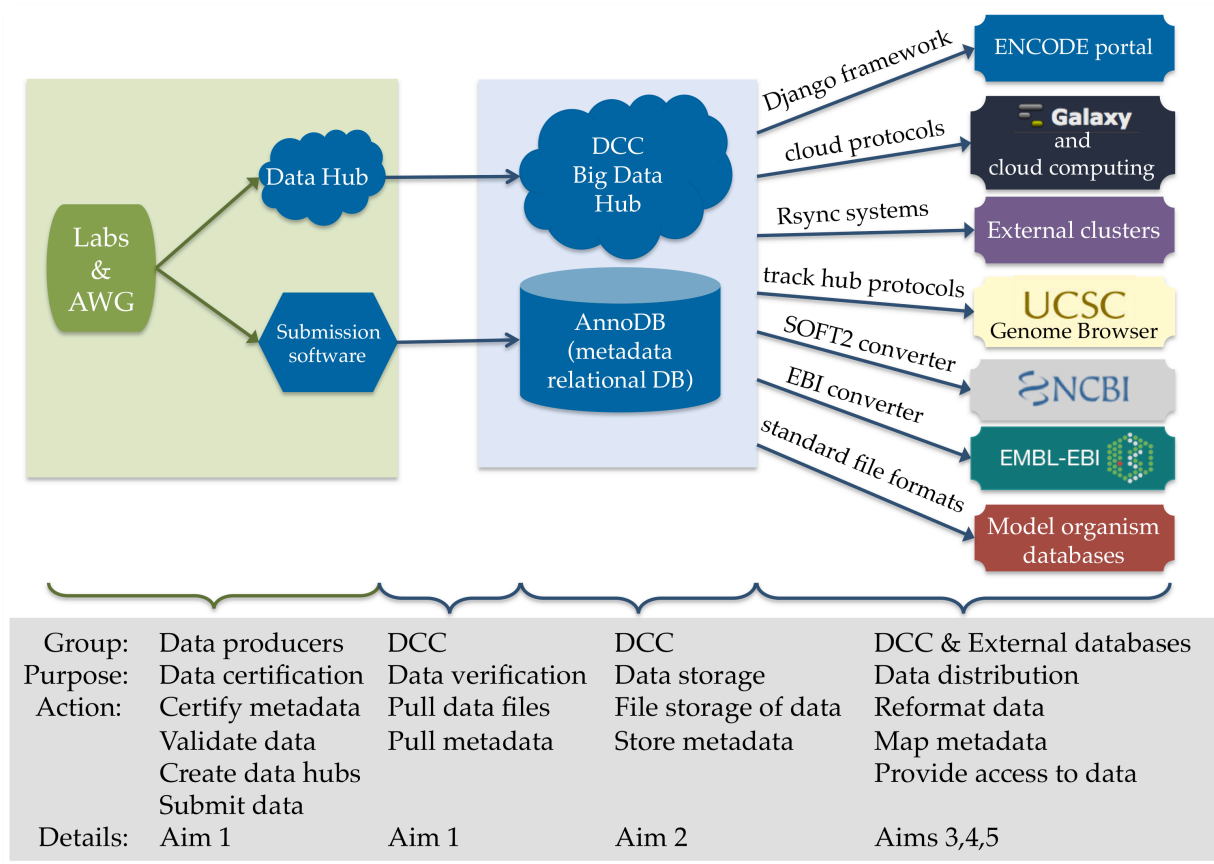 Labs
&
AWG
Data Hub
Submission
software
DCC
Big Data
Hub
AnnoDB
(metadata
relational DB)
Django framework
cloud protocols
Rsync systems
track hub protocols
SOFT2 converter
EBI converter
standard file formats
ENCODE portal
Galaxy
and
cloud computing
External clusters
UCSC
Genome Browser
NCBI
EMBL-EBI
Model organism
databases
Group: Data producers DCC DCC DCC & External databases
Purpose: Data certification Data verification Data storage Data distribution
Action: Certify metadata Pull data files File storage of data Reformat data
Validate data Pull metadata Store metadata Map metadata
Create data hubs Provide access to data
Submit data
Details: Aim 1 Aim 1 Aim 2 Aims 3,4,5